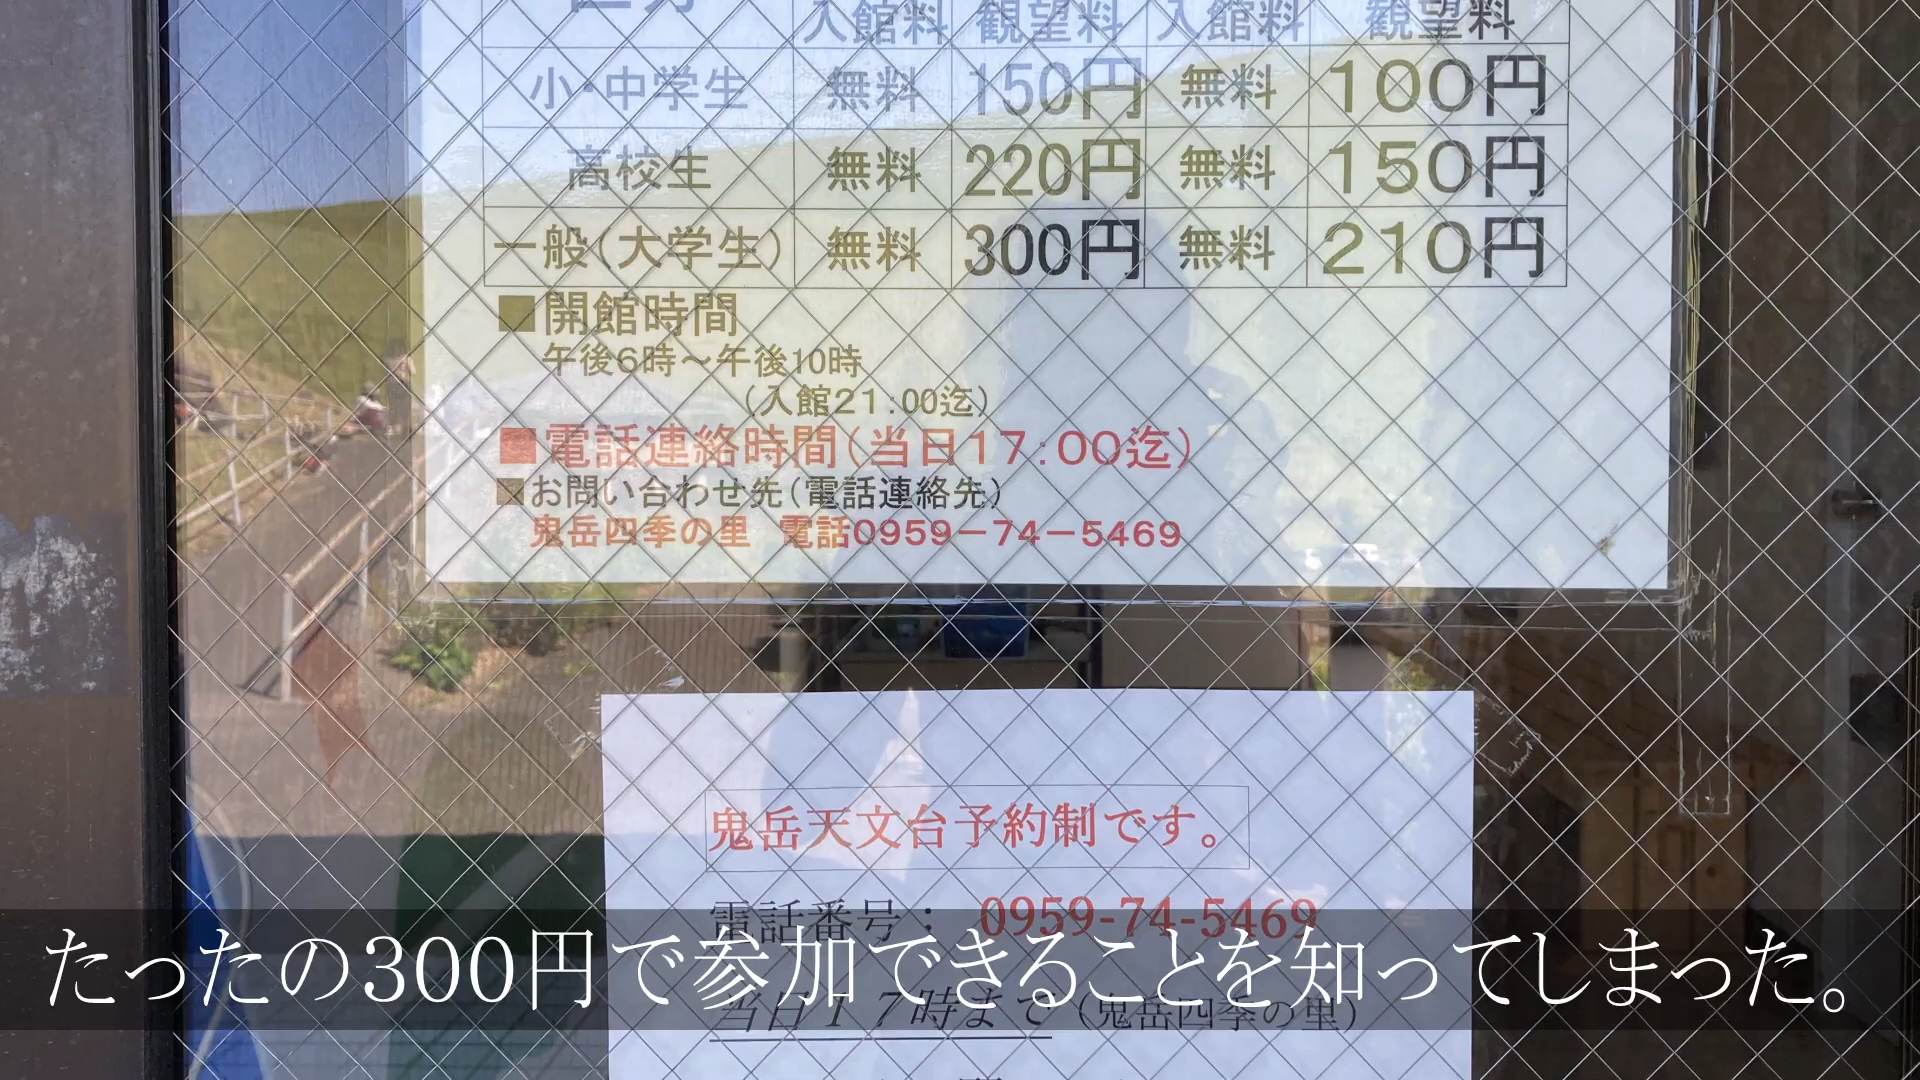 入館料 観望料 入館料 観望料
小・中学生 無料 150円 無料 100円
高校生 無料 220円 無料 150円
一般(大学生) 無料 300円 無料 210円
■開館時間
午後6時～午後10時
(入館21:00迄)
■電話連絡時間(当日17:00迄)
■お問い合わせ先(電話連絡先)
鬼岳四季の里 電話0959－74－5469
鬼岳天文台予約制です。
電話番号： 0959-74-5469
たったの300円で参加できることを知ってしまった。
当日１７時まで(鬼岳四季の里)